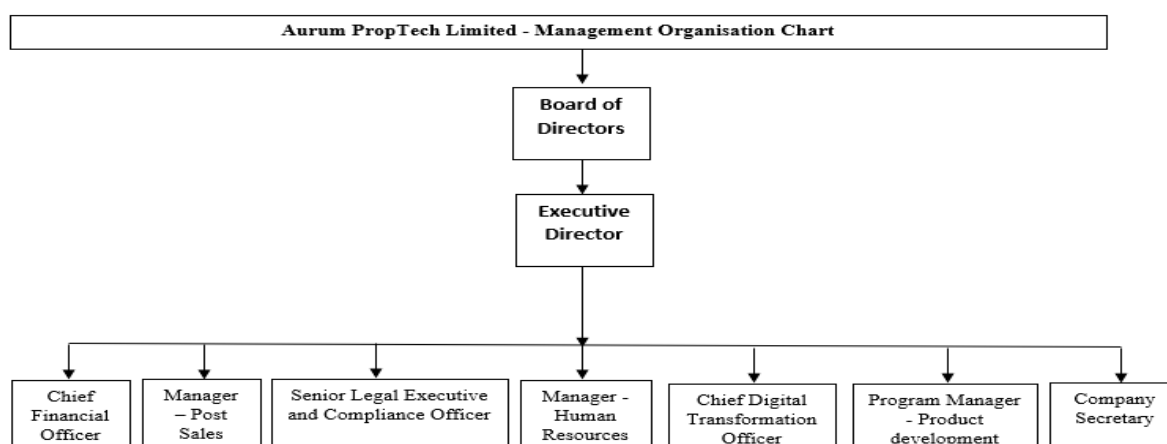 Aurum PropTech Limited - Management Organisation Chart
Board of
Directors
Executive
Director
Chief
Financial
Officer
Manager
– Post
Sales
Senior Legal Executive
and Compliance Officer
Manager -
Human
Resources
Chief Digital
Transformation
Officer
Program Manager
- Product
development
Company
Secretary